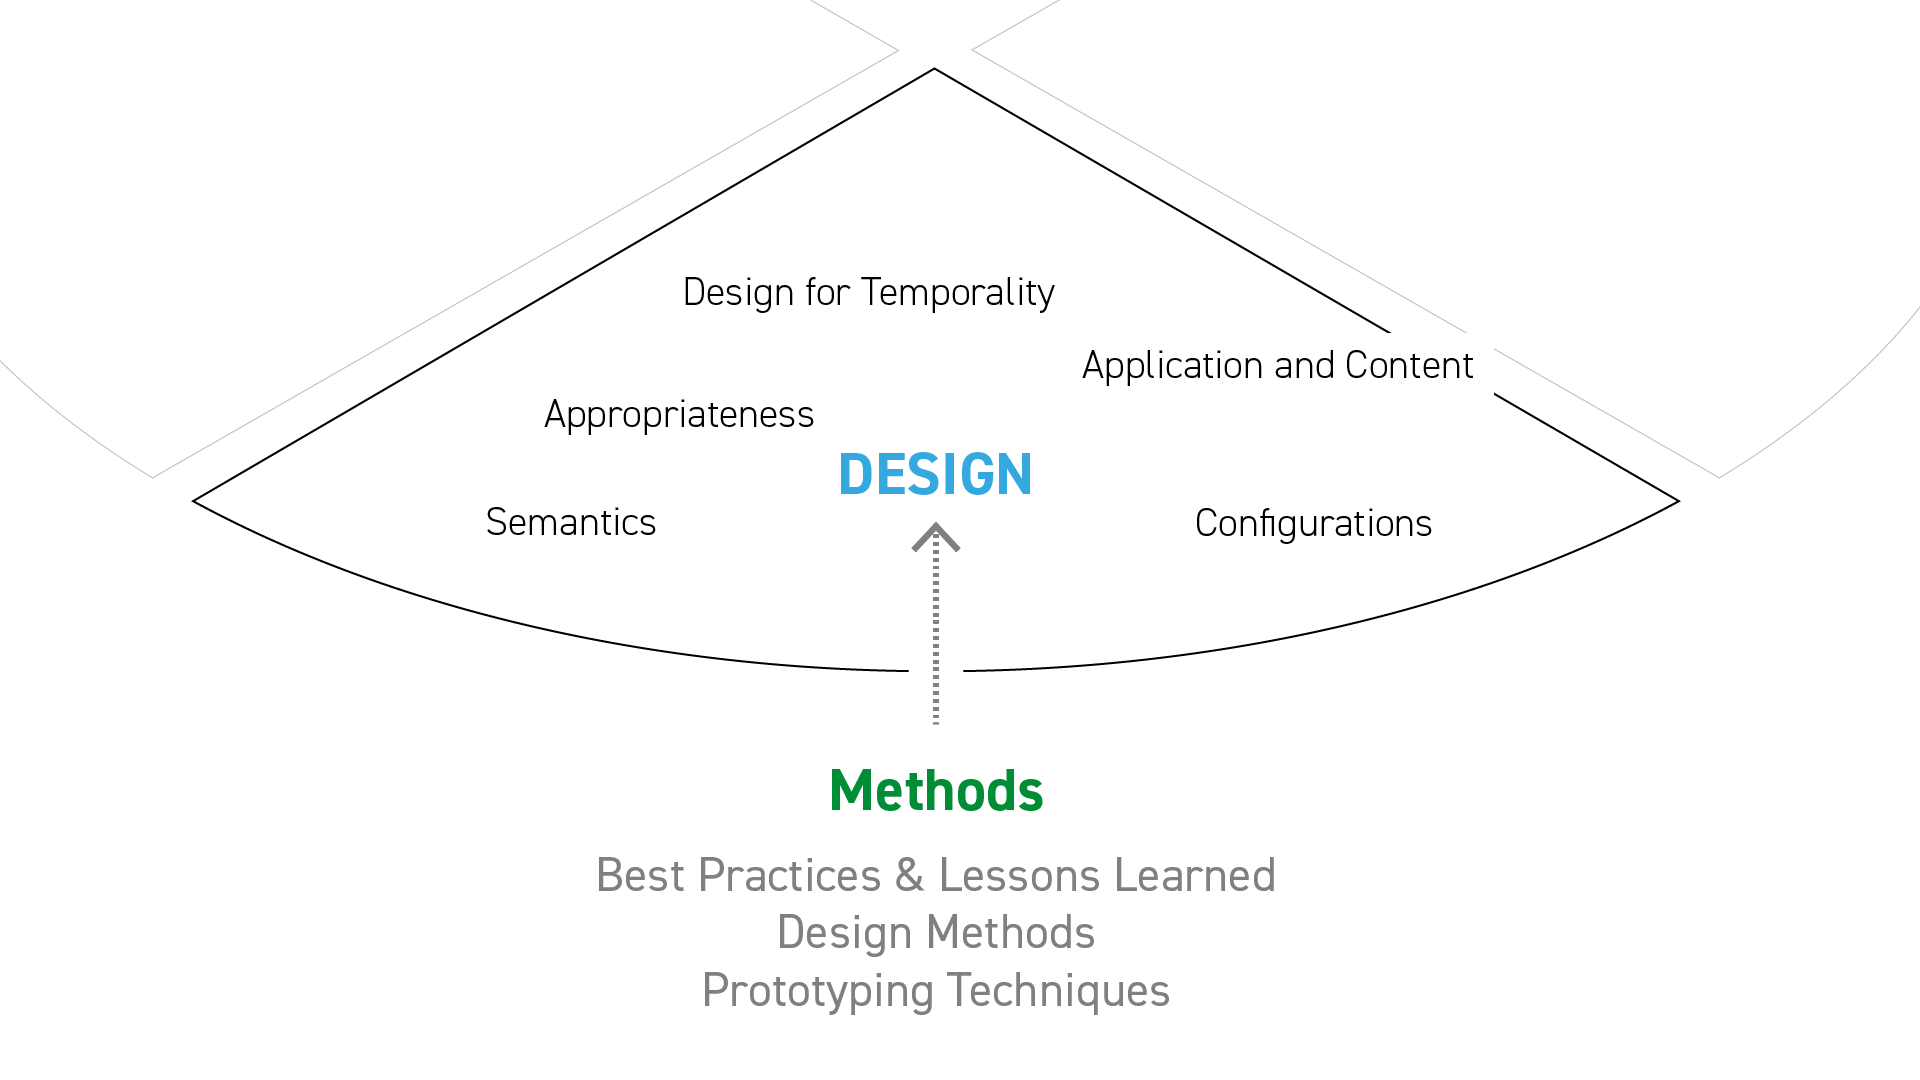 Design for Temporality
Application and Content
Appropriateness
DESIGN
Semantics
Configurations
Methods
Best Practices & Lessons Learned
Design Methods
Prototyping Techniques